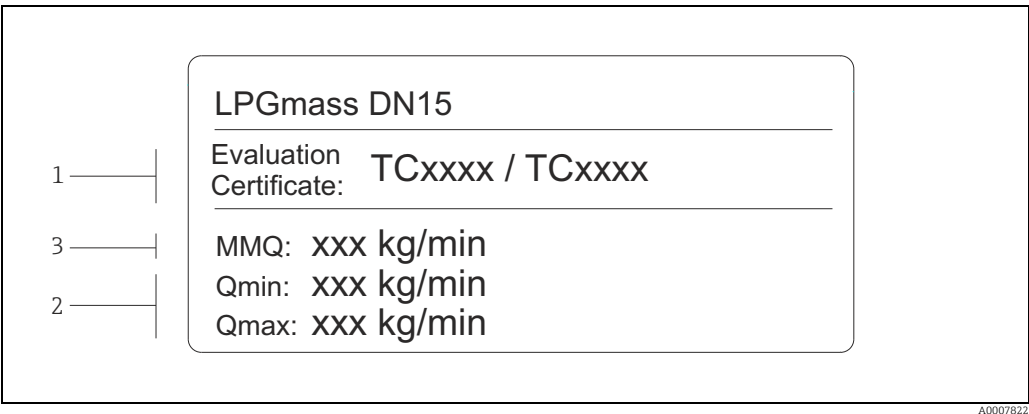 LPGmass DN15
1 Evaluation Certificate: TCxxxx / TCxxxx
3 MMQ: xxx kg/min
2 Qmin: xxx kg/min
Qmax: xxx kg/min
A0007822